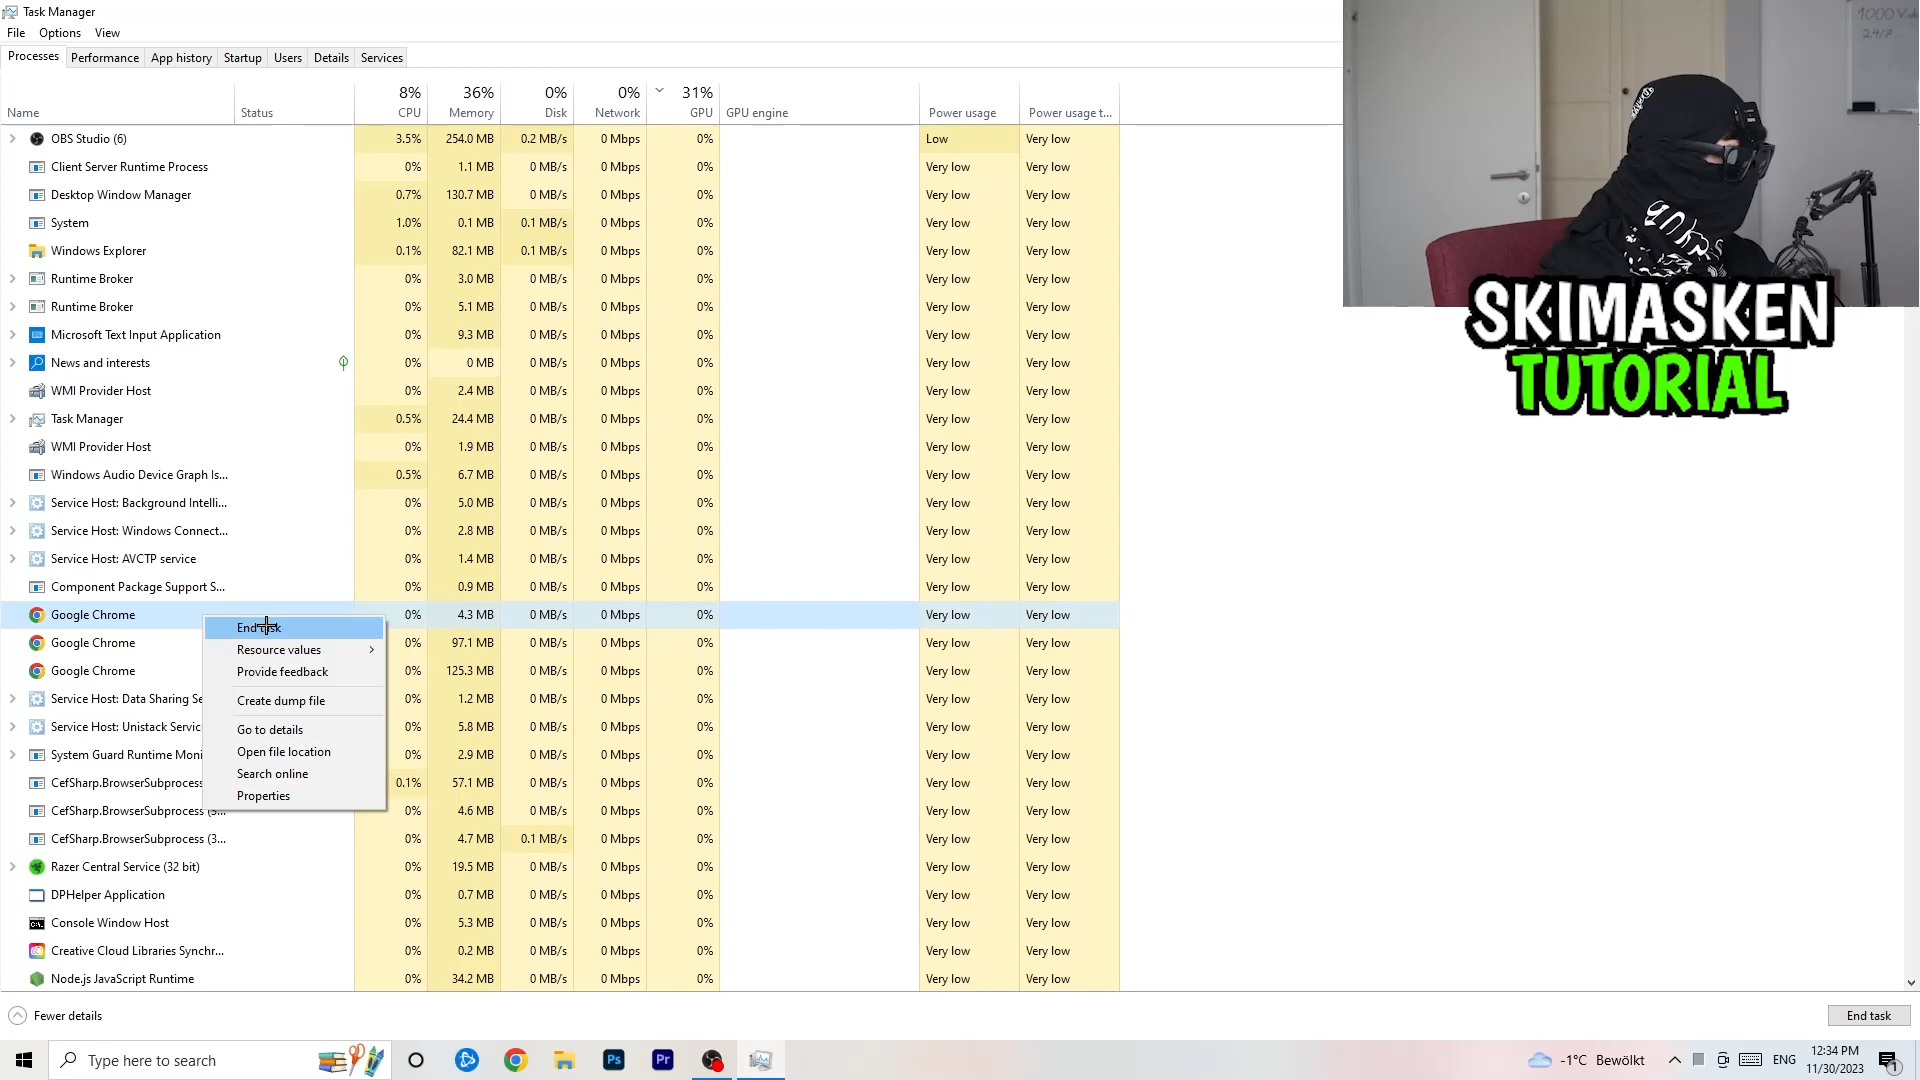 Task Manager
File Options View
Processes Performance App history Startup Users Details Services
8% 36% 0% 0% 31%
Name Status CPU Memory Disk Network GPU GPU engine Power usage Power usage t...
OBS Studio (6) 3.5% 254.0 MB 0.2 MB/s 0 Mbps 0% Low Very low
Client Server Runtime Process 0% 1.1 MB 0 MB/s 0 Mbps 0% Very low Very low
Desktop Window Manager 0.7% 130.7 MB 0 MB/s 0 Mbps 0% Very low Very low
System 1.0% 0.1 MB 0.1 MB/s 0 Mbps 0% Very low Very low
Windows Explorer 0.1% 82.1 MB 0.1 MB/s 0 Mbps 0% Very low Very low
Runtime Broker 0% 3.0 MB 0 MB/s 0 Mbps 0% Very low Very low
Runtime Broker 0% 5.1 MB 0 MB/s 0 Mbps 0% Very low Very low
Microsoft Text Input Application 0% 9.3 MB 0 MB/s 0 Mbps 0% Very low Very low
News and interests 0% 0 MB 0 MB/s 0 Mbps 0% Very low Very low
WMI Provider Host 0% 2.4 MB 0 MB/s 0 Mbps 0% Very low Very low
Task Manager 0.5% 24.4 MB 0 MB/s 0 Mbps 0% Very low Very low
WMI Provider Host 0% 1.9 MB 0 MB/s 0 Mbps 0% Very low Very low
Windows Audio Device Graph Is... 0.5% 6.7 MB 0 MB/s 0 Mbps 0% Very low Very low
Service Host: Background Intelli... 0% 5.0 MB 0 MB/s 0 Mbps 0% Very low Very low
Service Host: Windows Connect... 0% 2.8 MB 0 MB/s 0 Mbps 0% Very low Very low
Service Host: AVCTP service 0% 1.4 MB 0 MB/s 0 Mbps 0% Very low Very low
Component Package Support S... 0% 0.9 MB 0 MB/s 0 Mbps 0% Very low Very low
Google Chrome 0% 4.3 MB 0 MB/s 0 Mbps 0% Very low Very low
Google Chrome 0% 97.1 MB 0 MB/s 0 Mbps 0% Very low Very low
Google Chrome 0% 125.3 MB 0 MB/s 0 Mbps 0% Very low Very low
Service Host: Data Sharing Se 0% 1.2 MB 0 MB/s 0 Mbps 0% Very low Very low
Service Host: Unistack Servic 0% 5.8 MB 0 MB/s 0 Mbps 0% Very low Very low
System Guard Runtime Moni 0% 2.9 MB 0 MB/s 0 Mbps 0% Very low Very low
CefSharp.BrowserSubprocess 0.1% 57.1 MB 0 MB/s 0 Mbps 0% Very low Very low
CefSharp.BrowserSubprocess (3... 0% 4.6 MB 0 MB/s 0 Mbps 0% Very low Very low
CefSharp.BrowserSubprocess (3... 0% 4.7 MB 0.1 MB/s 0 Mbps 0% Very low Very low
Razer Central Service (32 bit) 0% 19.5 MB 0 MB/s 0 Mbps 0% Very low Very low
DPHelper Application 0% 0.7 MB 0 MB/s 0 Mbps 0% Very low Very low
Console Window Host 0% 5.3 MB 0 MB/s 0 Mbps 0% Very low Very low
Creative Cloud Libraries Synchr... 0% 0.2 MB 0 MB/s 0 Mbps 0% Very low Very low
Node.js JavaScript Runtime 0% 34.2 MB 0 MB/s 0 Mbps 0% Very low Very low
End task
Resource values
Provide feedback
Create dump file
Go to details
Open file location
Search online
Properties
1000 Vid
24/7
SKIMASKEN
TUTORIAL
Fewer details
End task
Type here to search
Ps
Pr
-1°C Bewölkt
ENG
12:34 PM
11/30/2023
1